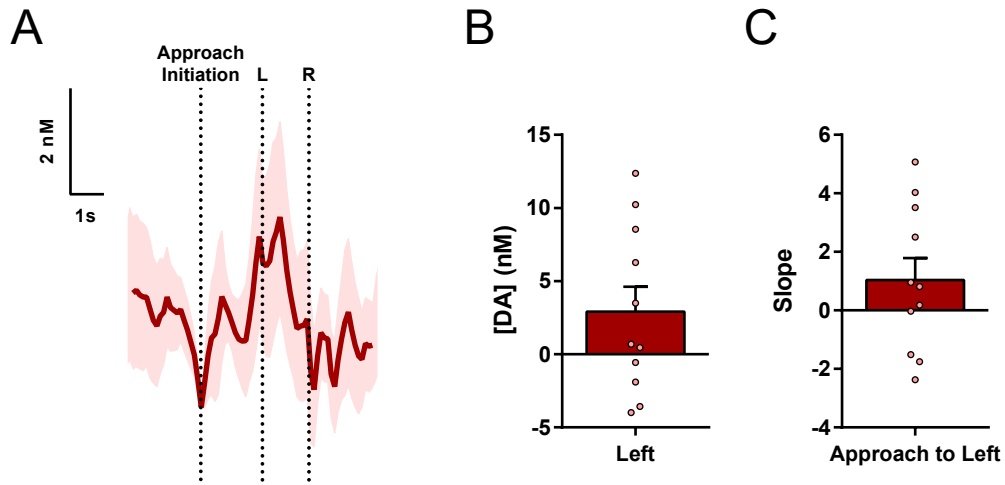 A
Approach
Initiation
L
R
2 nM
1s
B
[DA] (nM)
15
10
5
0
-5
Left
C
Slope
6
4
2
0
-2
-4
Approach to Left